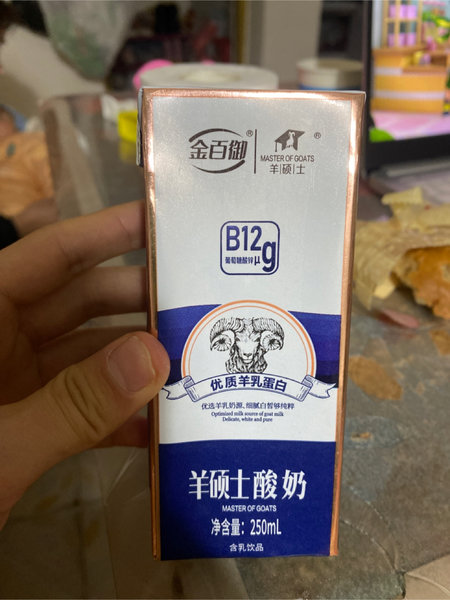 金百御®
MASTER OF GOATS ®
羊|硕|士
B12
葡萄糖酸锌 μg
优质羊乳蛋白
优选羊乳奶源、细腻白皙够纯粹
Optimized milk source of goat milk
Delicate, white and pure
羊硕士酸奶
MASTER OF GOATS
净含量：250mL
含乳饮品